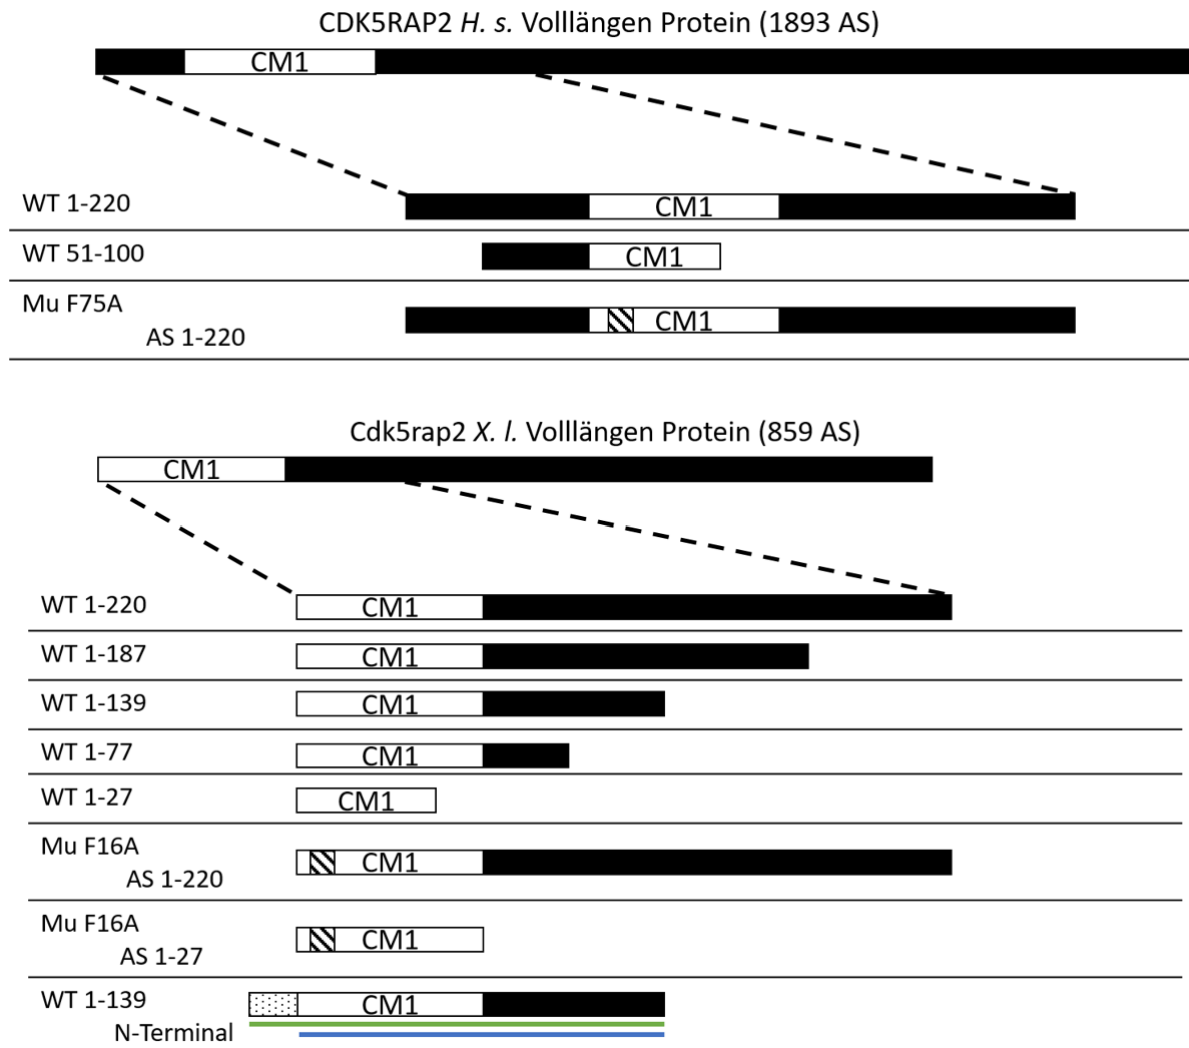 CDK5RAP2 H. s. Volllängen Protein (1893 AS)
CM1
WT 1-220 CM1
WT 51-100 CM1
Mu F75A
AS 1-220 CM1
Cdk5rap2 X. l. Volllängen Protein (859 AS)
CM1
WT 1-220 CM1
WT 1-187 CM1
WT 1-139 CM1
WT 1-77 CM1
WT 1-27 CM1
Mu F16A
AS 1-220 CM1
Mu F16A
AS 1-27 CM1
WT 1-139 CM1
N-Terminal